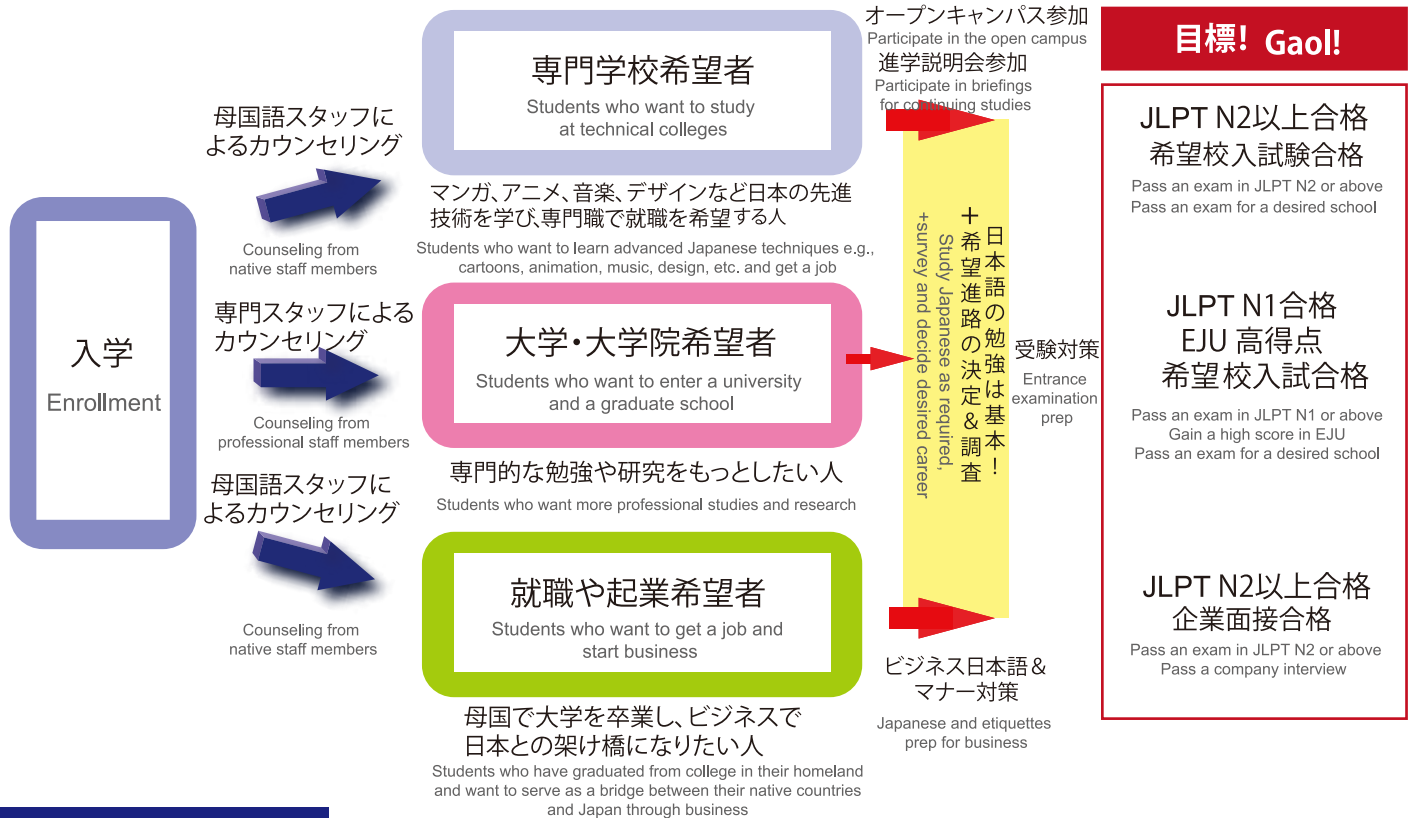 入学
Enrollment
母国語スタッフに
よるカウンセリング
Counseling from
native staff members
専門スタッフによる
カウンセリング
Counseling from
professional staff members
母国語スタッフに
よるカウンセリング
Counseling from
native staff members
専門学校希望者
Students who want to study
at technical colleges
マンガ、アニメ、音楽、デザインなど日本の先進
技術を学び、専門職で就職を希望する人
Students who want to learn advanced Japanese techniques e.g.,
cartoons, animation, music, design, etc. and get a job
大学・大学院希望者
Students who want to enter a university
and a graduate school
専門的な勉強や研究をもっとしたい人
Students who want more professional studies and research
就職や起業希望者
Students who want to get a job and
start business
母国で大学を卒業し、ビジネスで
日本との架け橋になりたい人
Students who have graduated from college in their homeland
and want to serve as a bridge between their native countries
and Japan through business
オープンキャンパス参加
Participate in the open campus
進学説明会参加
Participate in briefings
for continuing studies
日本語の勉強は基本！
＋希望進路の決定＆調査
Study Japanese as required,
+survey and decide desired career
受験対策
Entrance
examination
prep
ビジネス日本語＆
マナー対策
Japanese and etiquettes
prep for business
目標! Gaol!
JLPT N2以上合格
希望校入試験合格
Pass an exam in JLPT N2 or above
Pass an exam for a desired school
JLPT N1合格
EJU 高得点
希望校入試合格
Pass an exam in JLPT N1 or above
Gain a high score in EJU
Pass an exam for a desired school
JLPT N2以上合格
企業面接合格
Pass an exam in JLPT N2 or above
Pass a company interview